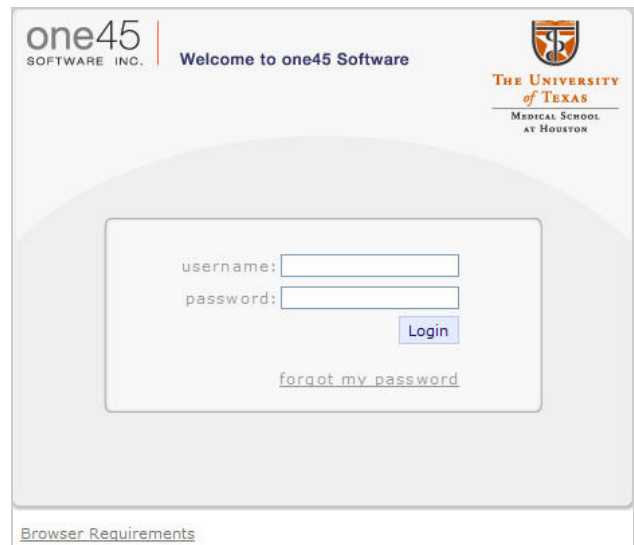 one45
SOFTWARE INC.
Welcome to one45 Software
THE UNIVERSITY
of TEXAS
MEDICAL SCHOOL
AT HOUSTON
username:
password:
Login
forgot my password
Browser Requirements